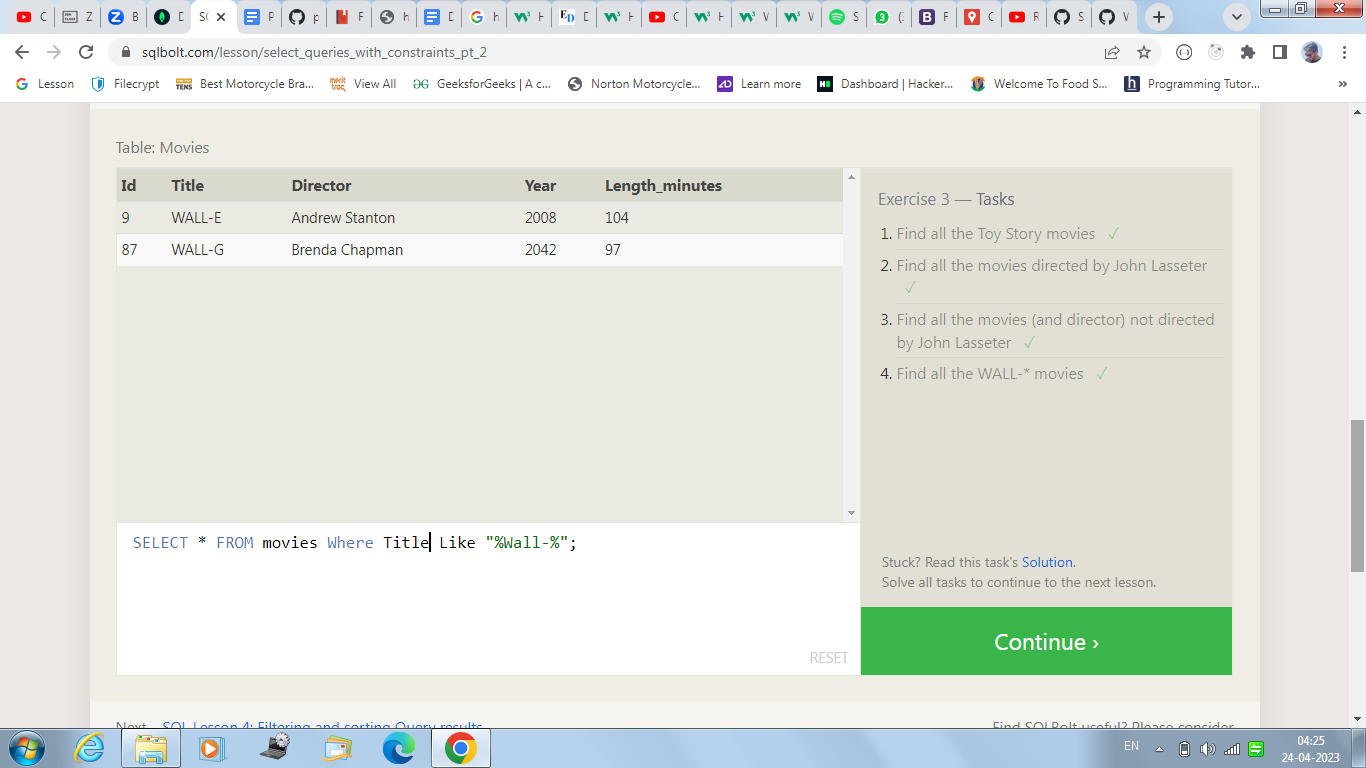 C Z B D SC P p F h D H H E D D H C H W W S (: F C R S W
sqlbolt.com/lesson/select_queries_with_constraints_pt_2
Lesson Filecrypt Best Motorcycle Bra... View All GeeksforGeeks | A c... Norton Motorcycle... Learn more Dashboard | Hacker... Welcome To Food S... Programming Tutor... »
Table: Movies
Id Title Director Year Length_minutes
9 WALL-E Andrew Stanton 2008 104
87 WALL-G Brenda Chapman 2042 97
Exercise 3 — Tasks
1. Find all the Toy Story movies ✓
2. Find all the movies directed by John Lasseter
✓
3. Find all the movies (and director) not directed
by John Lasseter ✓
4. Find all the WALL-* movies ✓
SELECT * FROM movies Where Title Like "%Wall-%";
RESET
Stuck? Read this task's Solution.
Solve all tasks to continue to the next lesson.
Continue ›
Next – SQL Lesson 4: Filtering and sorting Query results
Find SQLBolt useful? Please consider
EN
04:25
24-04-2023